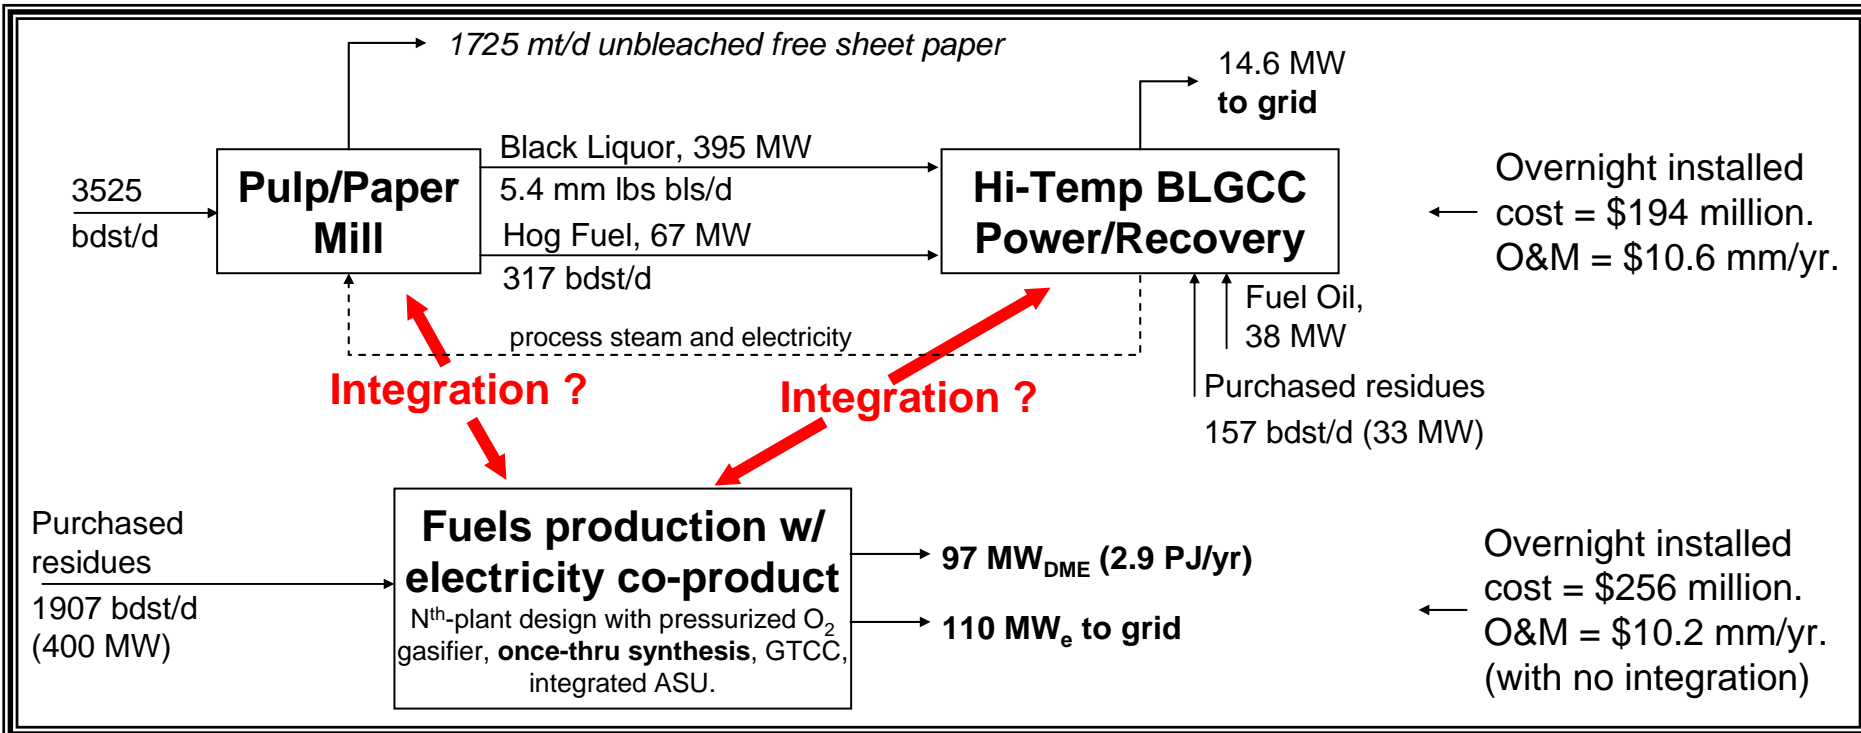 1725 mt/d unbleached free sheet paper
14.6 MW
to grid
3525
bdst/d
Pulp/Paper
Mill
Black Liquor, 395 MW
5.4 mm lbs bls/d
Hog Fuel, 67 MW
317 bdst/d
Hi-Temp BLGCC
Power/Recovery
Overnight installed
cost = $194 million.
O&M = $10.6 mm/yr.
process steam and electricity
Fuel Oil,
38 MW
Purchased residues
157 bdst/d (33 MW)
Integration ?
Integration ?
Purchased
residues
1907 bdst/d
(400 MW)
Fuels production w/
electricity co-product
Nth-plant design with pressurized O2
gasifier, once-thru synthesis, GTCC,
integrated ASU.
97 MWDME (2.9 PJ/yr)
110 MWe to grid
Overnight installed
cost = $256 million.
O&M = $10.2 mm/yr.
(with no integration)